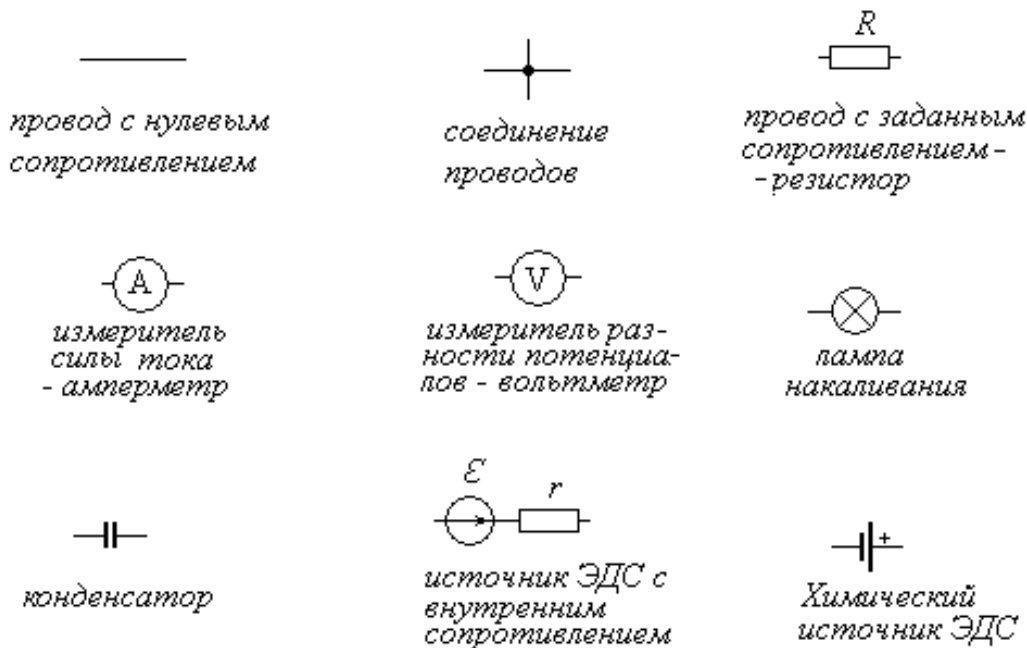 R
провод с нулевым
сопротивлением
соединение
проводов
провод с заданным
сопротивлением –
– резистор
A
измеритель
силы тока
- амперметр
V
измеритель раз-
ности потенциа-
лов - вольтметр
лампа
накаливания
конденсатор
ℰ
r
источник ЭДС с
внутренним
сопротивлением
+
Химический
источник ЭДС